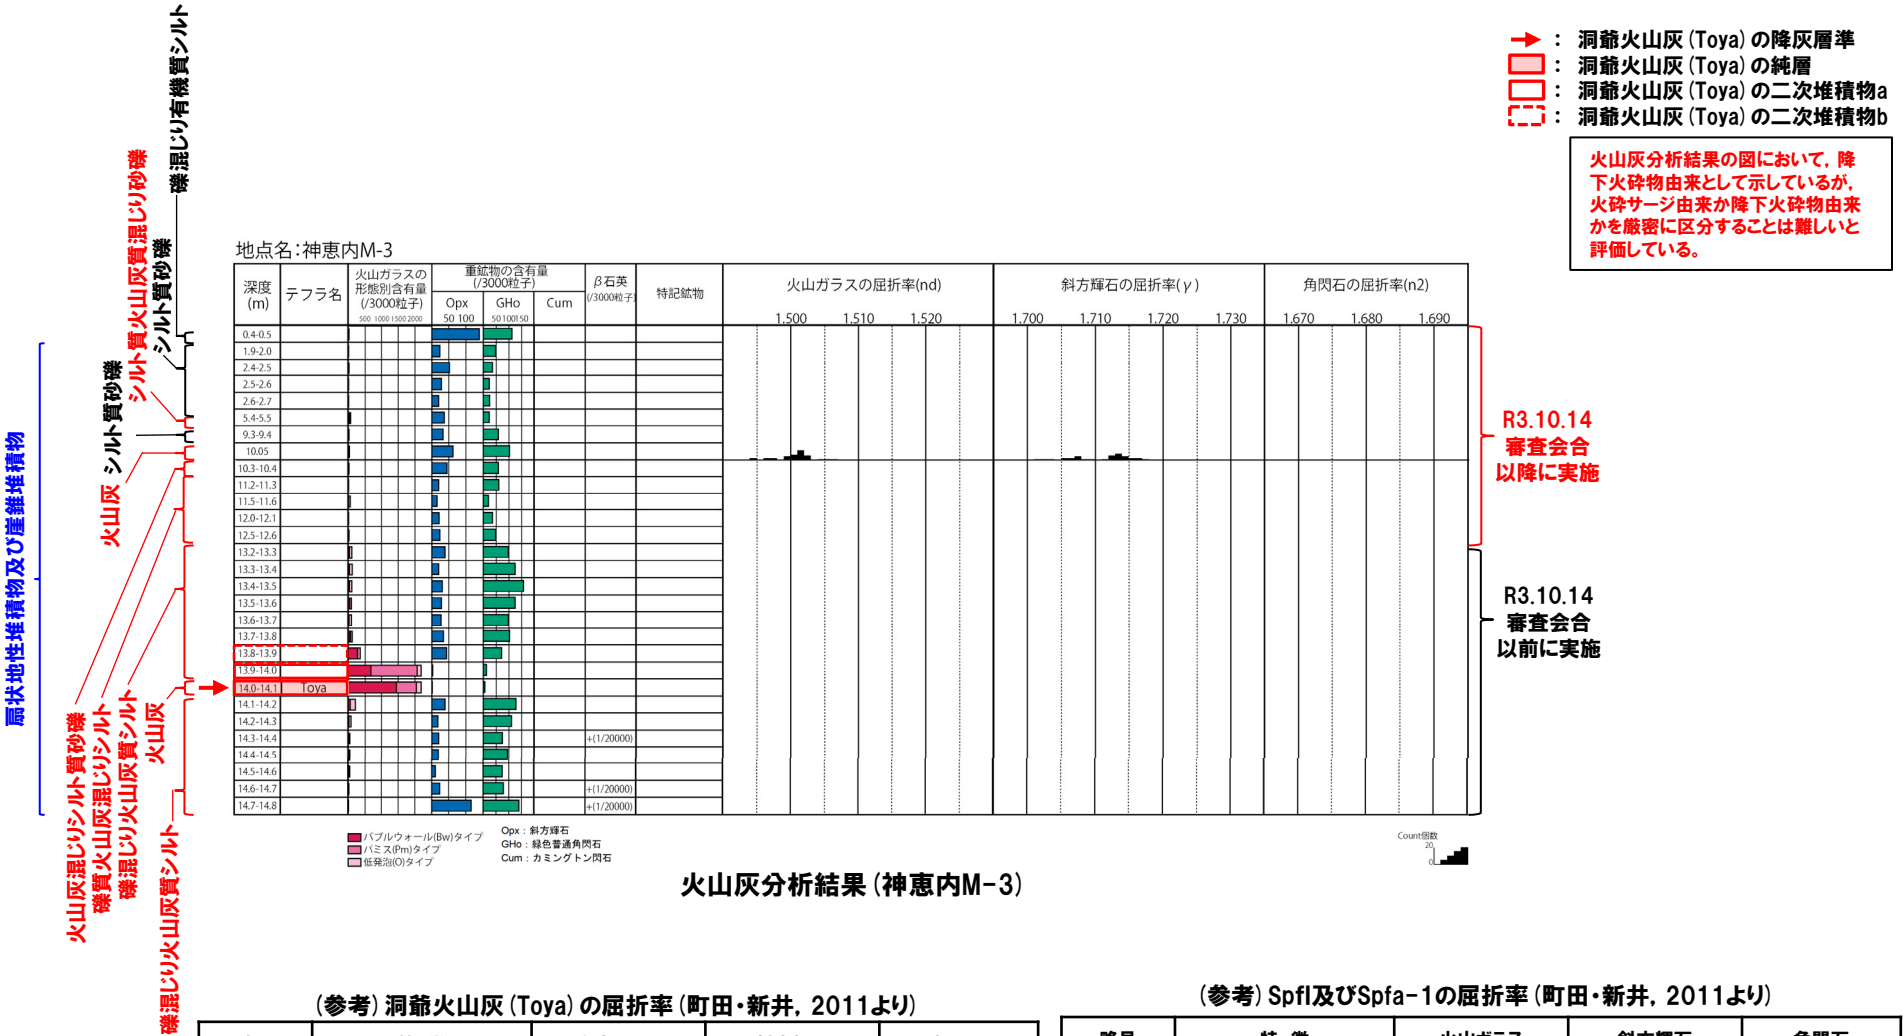 → : 洞爺火山灰(Toya)の降灰層準
: 洞爺火山灰(Toya)の純層
: 洞爺火山灰(Toya)の二次堆積物a
: 洞爺火山灰(Toya)の二次堆積物b
火山灰分析結果の図において，降
下火砕物由来として示しているが，
火砕サージ由来か降下火砕物由来
かを厳密に区分することは難しいと
評価している。
礫混じり有機質シルト
シルト質砂礫
シルト質火山灰質混じり砂礫
シルト質砂礫
火山灰
火山灰混じりシルト質砂礫
礫質火山灰混じりシルト
礫混じり火山灰質シルト
火山灰
礫混じり火山灰質シルト
扇状地性堆積物及び崖錐堆積物
地点名:神恵内M-3
深度
(m)
テフラ名
火山ガラスの
形態別含有量
(/3000粒子)
500 1000 1500 2000
重鉱物の含有量
(/3000粒子)
Opx GHo Cum
50 100 50 100 150
β石英
(/3000粒子)
特記鉱物
火山ガラスの屈折率(nd)
1.500 1.510 1.520
斜方輝石の屈折率(γ)
1.700 1.710 1.720 1.730
角閃石の屈折率(n2)
1.670 1.680 1.690
0.4-0.5
1.9-2.0
2.4-2.5
2.5-2.6
2.6-2.7
5.4-5.5
9.3-9.4
10.05
10.3-10.4
11.2-11.3
11.5-11.6
12.0-12.1
12.5-12.6
13.2-13.3
13.3-13.4
13.4-13.5
13.5-13.6
13.6-13.7
13.7-13.8
13.8-13.9
13.9-14.0
14.0-14.1 Toya
14.1-14.2
14.2-14.3
14.3-14.4 +(1/20000)
14.4-14.5
14.5-14.6
14.6-14.7 +(1/20000)
14.7-14.8 +(1/20000)
R3.10.14
審査会合
以降に実施
R3.10.14
審査会合
以前に実施
バブルウォール(Bw)タイプ
パミス(Pm)タイプ
低発泡(O)タイプ
Opx : 斜方輝石
GHo : 緑色普通角閃石
Cum : カミングトン閃石
Count個数
20
0
火山灰分析結果(神恵内M-3)
(参考)洞爺火山灰(Toya)の屈折率(町田・新井，2011より)
(参考)Spfl及びSpfa-1の屈折率(町田・新井，2011より)